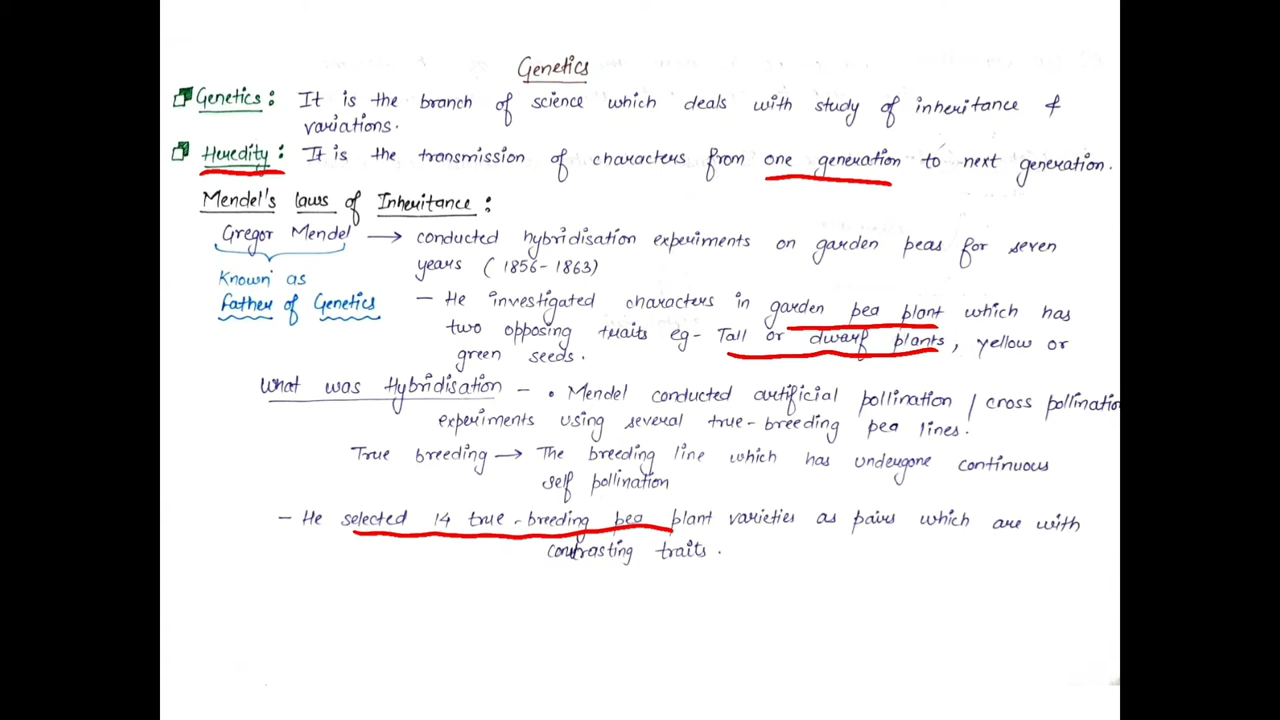 Genetics
Genetics: It is the branch of science which deals with study of inheritance &
variations.
Heredity: It is the transmission of characters from one generation to next generation.
Mendel's laws of Inheritance:
Gregor Mendel → conducted hybridisation experiments on garden peas for seven
years (1856-1863)
Known as
Father of Genetics
- He investigated characters in garden pea plant which has
two opposing traits eg- Tall or dwarf plants, yellow or
green seeds.
What was Hybridisation - • Mendel conducted artificial pollination / cross pollination
experiments using several true-breeding pea lines.
True breeding → The breeding line which has undergone continuous
self pollination
- He selected 14 true-breeding pea plant varieties as pairs which are with
contrasting traits.